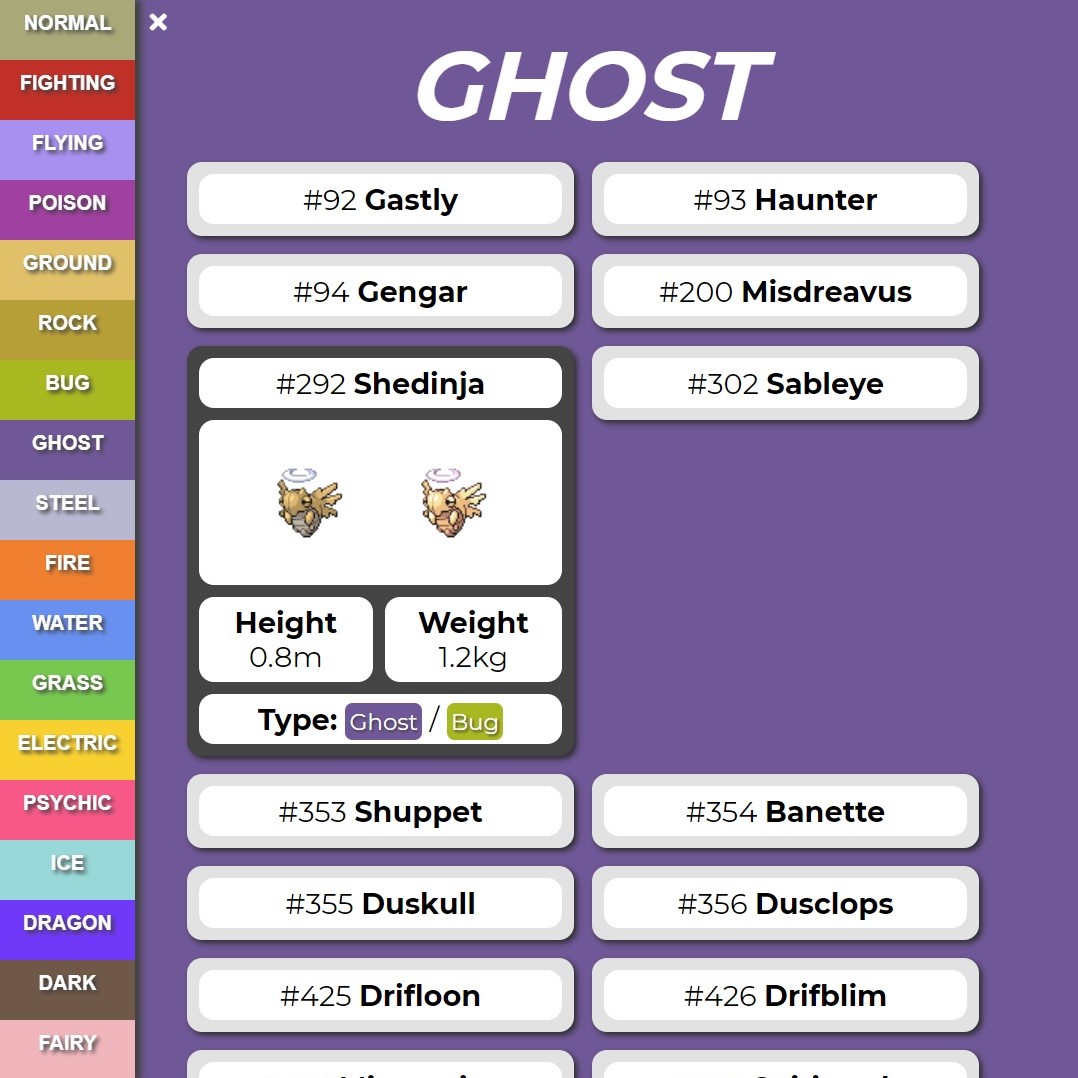 NORMAL
FIGHTING
FLYING
POISON
GROUND
ROCK
BUG
GHOST
STEEL
FIRE
WATER
GRASS
ELECTRIC
PSYCHIC
ICE
DRAGON
DARK
FAIRY
×
GHOST
#92 Gastly
#93 Haunter
#94 Gengar
#200 Misdreavus
#292 Shedinja
#302 Sableye
Height
0.8m
Weight
1.2kg
Type: Ghost / Bug
#353 Shuppet
#354 Banette
#355 Duskull
#356 Dusclops
#425 Drifloon
#426 Drifblim